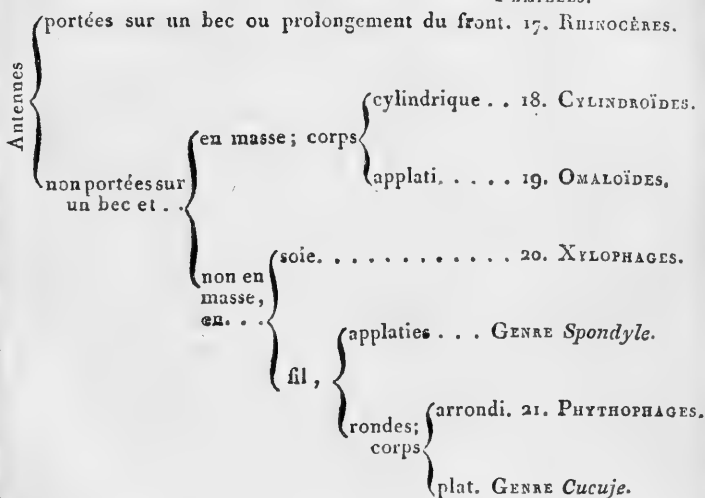 FAMILLES.
portées sur un bec ou prolongement du front. 17. RHINOCÈRES.
Antennes
cylindrique . . 18. CYLINDROÏDES.
en masse; corps
applati. . . . . 19. OMALOÏDES.
non portées sur
un bec et . .
soie. . . . . . . . . . . . 20. XYLOPHAGES.
non en
masse,
en. . .
applaties . . . GENRE Spondyle.
fil,
arrondi. 21. PHYTHOPHAGES.
rondes;
corps
plat. GENRE Cucuje.